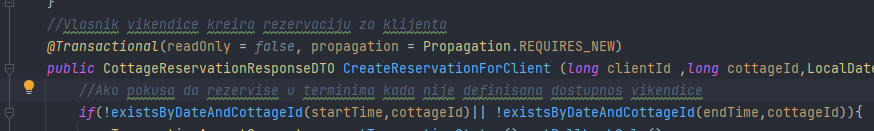 }
//Vlasnik vikendice kreira rezervaciju za klijenta
@Transactional(readOnly = false, propagation = Propagation.REQUIRES_NEW)
public CottageReservationResponseDTO CreateReservationForClient (long clientId ,long cottageId,LocalDate
//Ako pokusa da rezervise u terminima kada nije definisana dostupnos vikendice
if(!existsByDateAndCottageId(startTime,cottageId)|| !existsByDateAndCottageId(endTime,cottageId)){